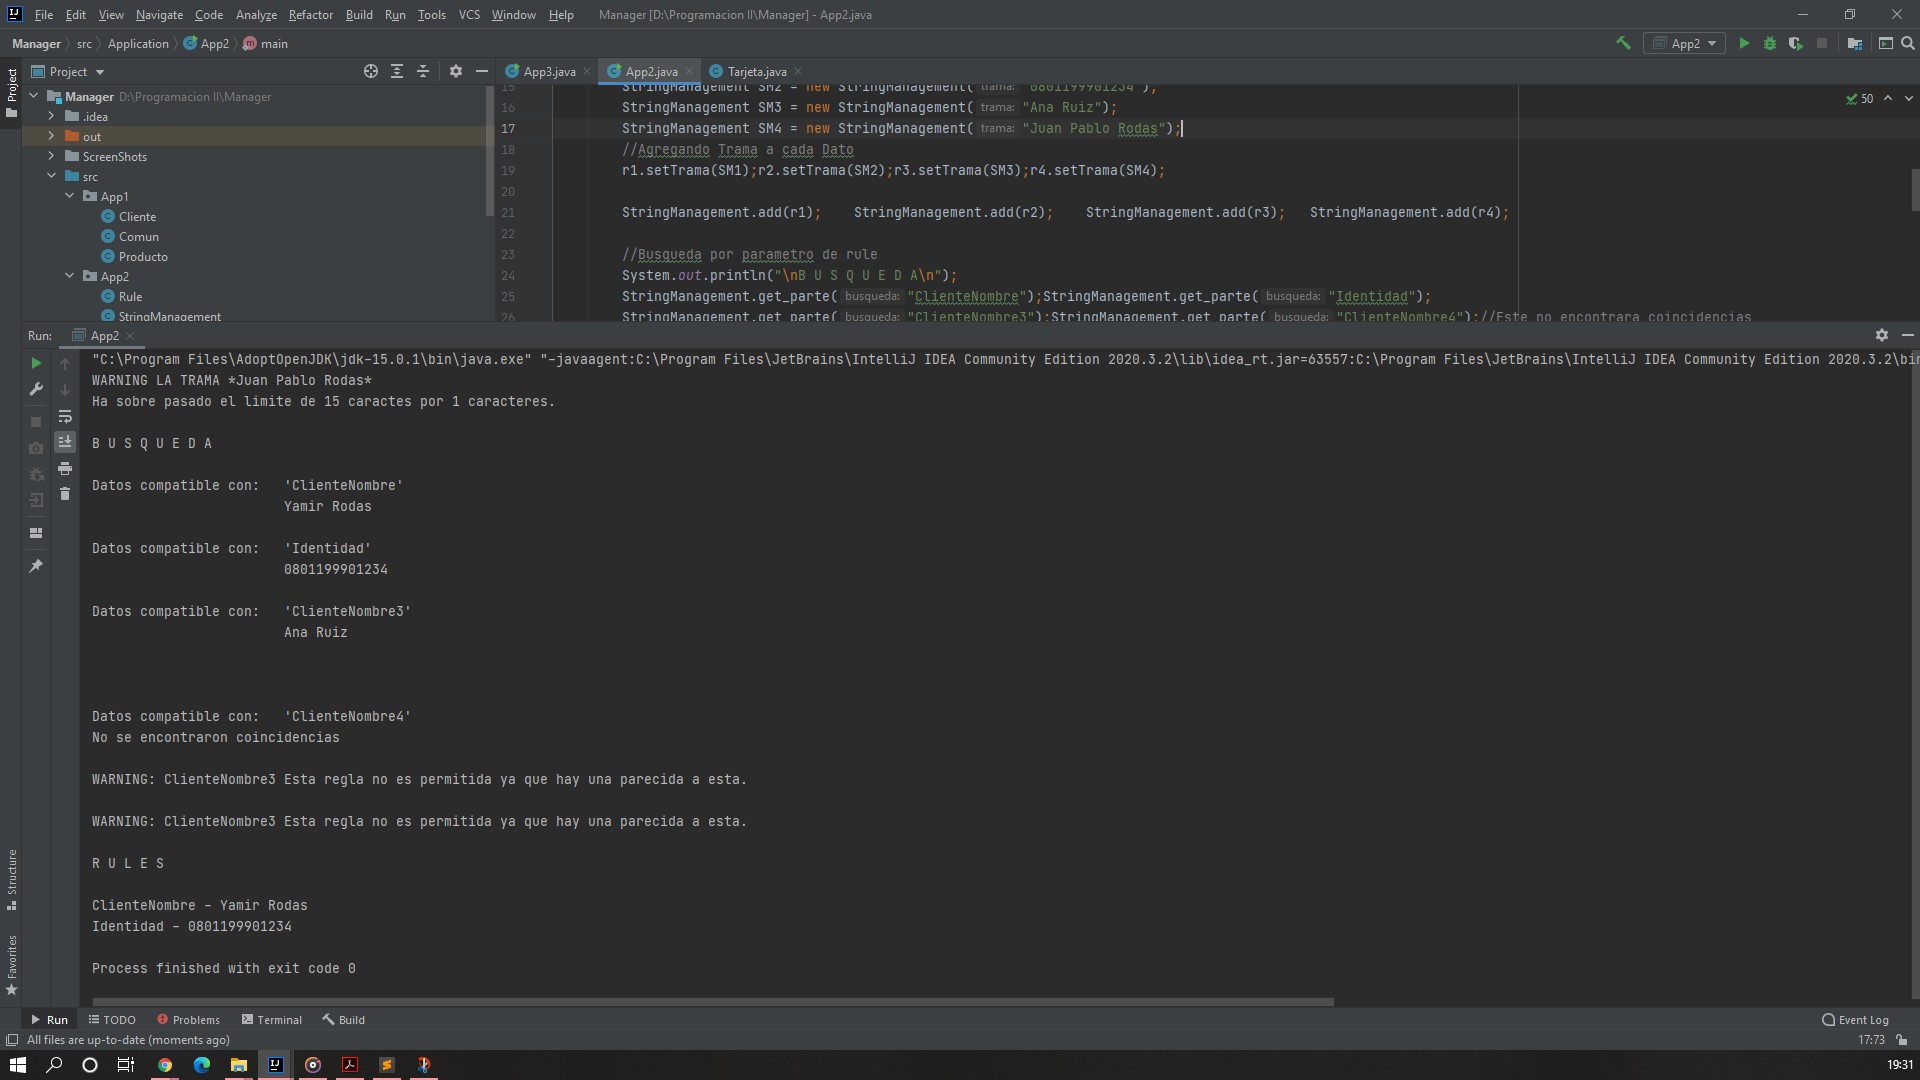 File Edit View Navigate Code Analyze Refactor Build Run Tools VCS Window Help Manager [D:\Programacion II\Manager] - App2.java
Manager src Application App2 main App2
Project App3.java App2.java Tarjeta.java
Project
Manager D:\Programacion II\Manager
.idea
out
ScreenShots
src
App1
Cliente
Comun
Producto
App2
Rule
StringManagement
15 StringManagement SM2 = new StringManagement( trama: "0801199901234");
16 StringManagement SM3 = new StringManagement( trama: "Ana Ruiz");
17 StringManagement SM4 = new StringManagement( trama: "Juan Pablo Rodas");
18 //Agregando Trama a cada Dato
19 r1.setTrama(SM1);r2.setTrama(SM2);r3.setTrama(SM3);r4.setTrama(SM4);
20
21 StringManagement.add(r1); StringManagement.add(r2); StringManagement.add(r3); StringManagement.add(r4);
22
23 //Busqueda por parametro de rule
24 System.out.println("\nB U S Q U E D A\n");
25 StringManagement.get_parte( busqueda: "ClienteNombre");StringManagement.get_parte( busqueda: "Identidad");
26 StringManagement.get_parte( busqueda: "ClienteNombre3");StringManagement.get_parte( busqueda: "ClienteNombre4");//Este no encontrara coincidencias
50
Run: App2
"C:\Program Files\AdoptOpenJDK\jdk-15.0.1\bin\java.exe" "-javaagent:C:\Program Files\JetBrains\IntelliJ IDEA Community Edition 2020.3.2\lib\idea_rt.jar=63557:C:\Program Files\JetBrains\IntelliJ IDEA Community Edition 2020.3.2\bin
WARNING LA TRAMA *Juan Pablo Rodas*
Ha sobre pasado el limite de 15 caractes por 1 caracteres.
B U S Q U E D A
Datos compatible con: 'ClienteNombre'
Yamir Rodas
Datos compatible con: 'Identidad'
0801199901234
Datos compatible con: 'ClienteNombre3'
Ana Ruiz
Datos compatible con: 'ClienteNombre4'
No se encontraron coincidencias
WARNING: ClienteNombre3 Esta regla no es permitida ya que hay una parecida a esta.
WARNING: ClienteNombre3 Esta regla no es permitida ya que hay una parecida a esta.
R U L E S
ClienteNombre – Yamir Rodas
Identidad – 0801199901234
Process finished with exit code 0
Structure
Favorites
Run TODO Problems Terminal Build Event Log
All files are up-to-date (moments ago) 17:73
19:31